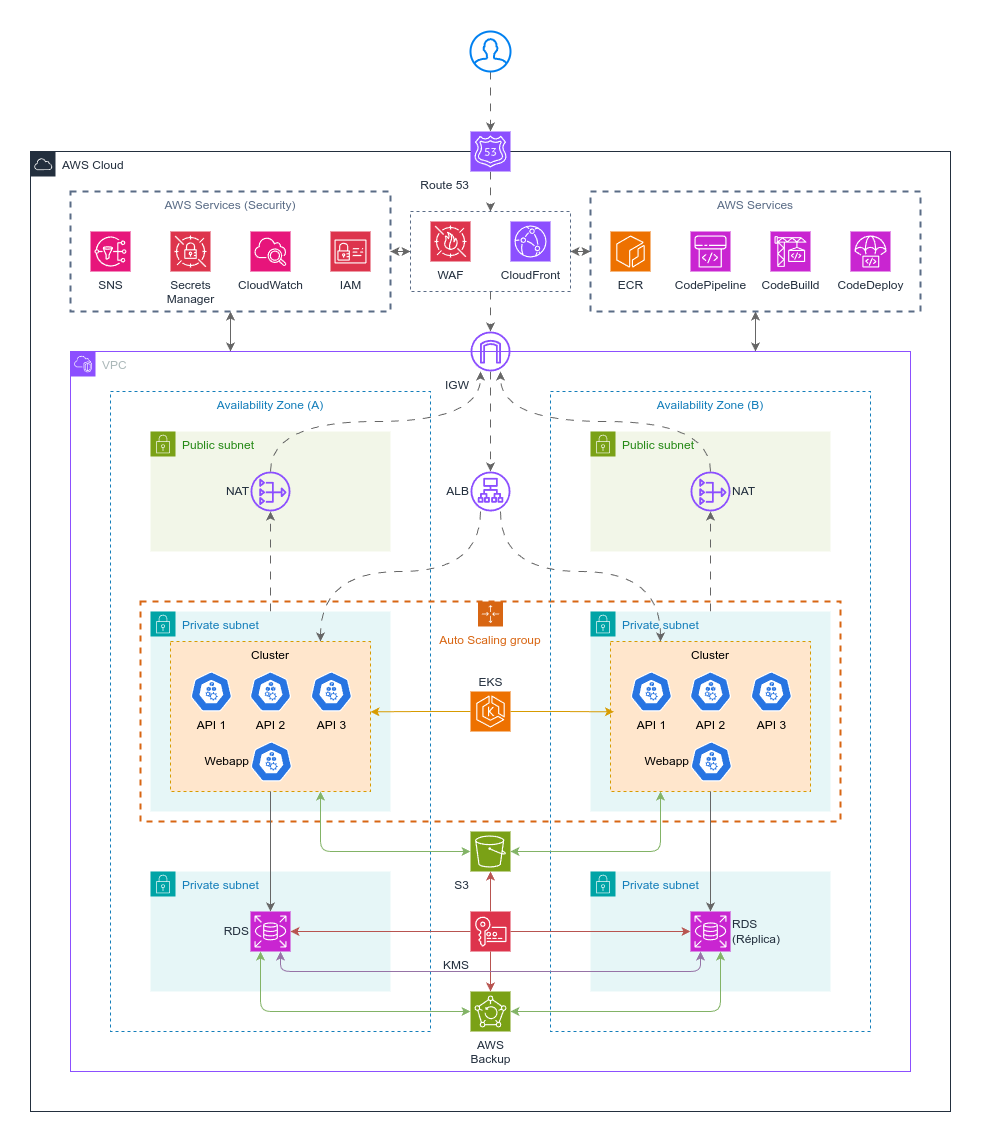 53
AWS Cloud
Route 53
AWS Services (Security)
SNS
Secrets
Manager
CloudWatch
IAM
WAF
CloudFront
AWS Services
ECR
CodePipeline
CodeBuilld
CodeDeploy
VPC
IGW
Availability Zone (A)
Availability Zone (B)
Public subnet
NAT
ALB
Public subnet
NAT
Auto Scaling group
Private subnet
Cluster
API 1
API 2
API 3
Webapp
EKS
K
Private subnet
Cluster
API 1
API 2
API 3
Webapp
S3
Private subnet
RDS
KMS
Private subnet
RDS
(Réplica)
AWS
Backup